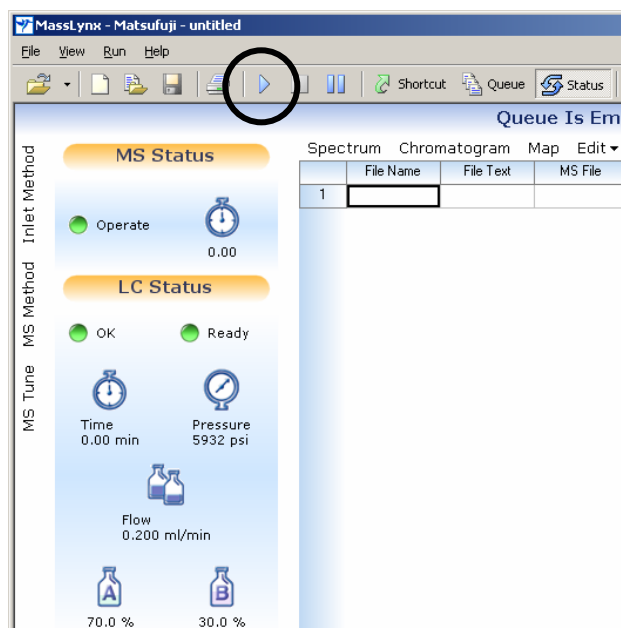 MassLynx - Matsufuji - untitled
File View Run Help
Shortcut Queue Status
Queue Is Em
Inlet Method
MS Method
MS Tune
MS Status
Operate
0.00
LC Status
OK Ready
Time Pressure
0.00 min 5932 psi
Flow
0.200 ml/min
A B
70.0 % 30.0 %
Spectrum Chromatogram Map Edit
File Name File Text MS File
1